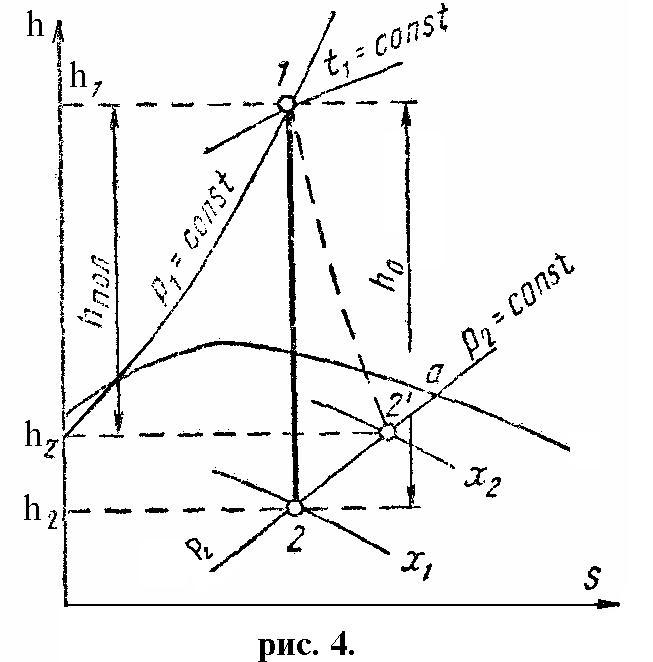 h
h₁
1
t₁ = const
p₁ = const
hпол
h₀
p₂ = const
a
2'
h₂'
x₂
h₂
p₂
2
x₁
s
рис. 4.